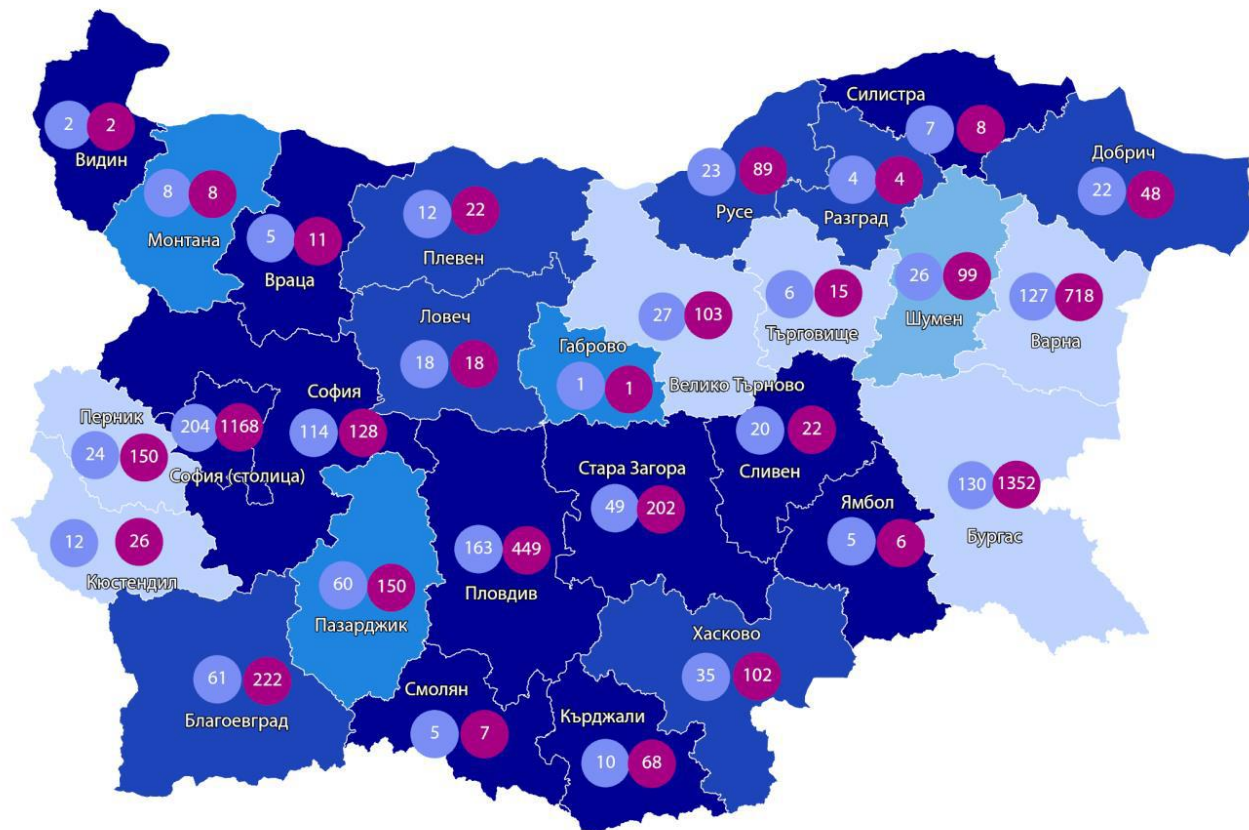 Силистра
7 8
2 2
Видин
Добрич
22 48
23 89
Русе
4 4
Разград
8 8
Монтана
12 22
Плевен
5 11
Враца
26 99
Шумен
6 15
Търговище
127 718
Варна
27 103
Велико Търново
Ловеч
18 18
Габрово
1 1
Перник
24 150
204 1168
София (столица)
София
114 128
20 22
Сливен
Стара Загора
49 202
130 1352
Бургас
Ямбол
5 6
12 26
Кюстендил
163 449
Пловдив
60 150
Пазарджик
Хасково
35 102
61 222
Благоевград
Смолян
5 7
Кърджали
10 68